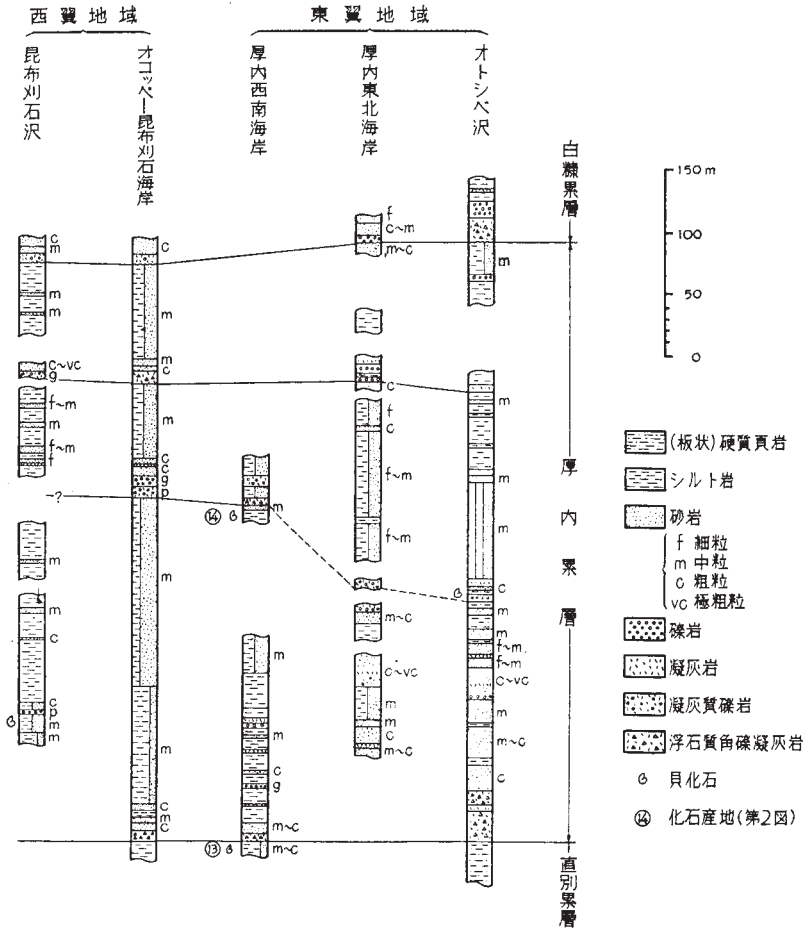 西翼地域
東翼地域
昆布刈石沢
オコッペー昆布刈石海岸
厚内西南海岸
厚内東北海岸
オトシベ沢
白糠累層
厚内累層
直別累層
150m
100
50
0
c
m
m
m
c~vc
g
f~m
m
f~m
f
-?-
m
m
c
c
p
m
m
c
m
m
c
m
c
c
g
p
m
m
c
m
c
m
⑭
m
m
c
g
m~c
⑬
m~c
f
c~m
m~c
c
f
c
f~m
f~m
m~c
c~vc
m
m
c
m~c
m
m
m
m
c
m
m
f~m
f~m
c~vc
m
m~c
c
(板状)硬質頁岩
シルト岩
砂岩
f 細粒
m 中粒
c 粗粒
vc 極粗粒
礫岩
凝灰岩
凝灰質礫岩
浮石質角礫凝灰岩
貝化石
⑭ 化石産地(第2図)